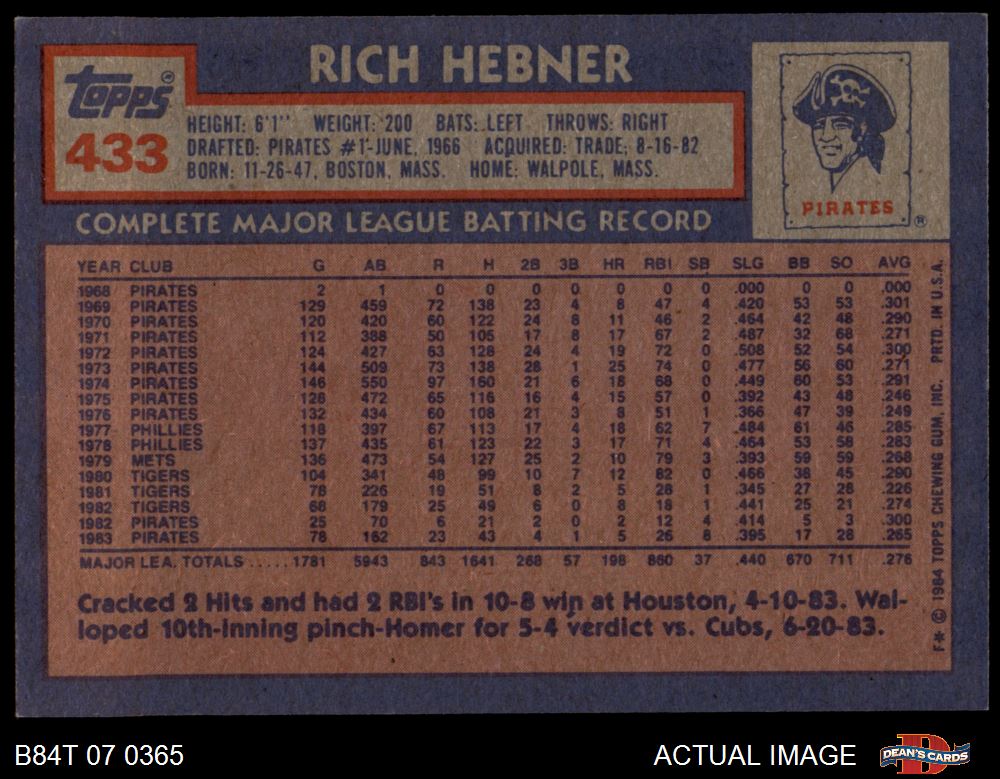 RICH HEBNER
Topps®
433
HEIGHT: 6'1" WEIGHT: 200 BATS: LEFT THROWS: RIGHT
DRAFTED: PIRATES #1-JUNE, 1966 ACQUIRED: TRADE, 8-16-82
BORN: 11-26-47, BOSTON, MASS. HOME: WALPOLE, MASS.
PIRATES ®
COMPLETE MAJOR LEAGUE BATTING RECORD
YEAR CLUB G AB R H 2B 3B HR RBI SB SLG BB SO AVG
1968 PIRATES 2 1 0 0 0 0 0 0 0 .000 0 0 .000
1969 PIRATES 129 459 72 138 23 4 8 47 4 .420 53 53 .301
1970 PIRATES 120 420 60 122 24 8 11 46 2 .464 42 48 .290
1971 PIRATES 112 388 50 105 17 8 17 67 2 .487 32 68 .271
1972 PIRATES 124 427 63 128 24 4 19 72 0 .508 52 54 .300
1973 PIRATES 144 509 73 138 28 1 25 74 0 .477 56 60 .271
1974 PIRATES 146 550 97 160 21 6 18 68 0 .449 60 53 .291
1975 PIRATES 128 472 65 116 16 4 15 57 0 .392 43 48 .246
1976 PIRATES 132 434 60 108 21 3 8 51 1 .366 47 39 .249
1977 PHILLIES 118 397 67 113 17 4 18 62 7 .484 61 46 .285
1978 PHILLIES 137 435 61 123 22 3 17 71 4 .464 53 58 .283
1979 METS 136 473 54 127 25 2 10 79 3 .393 59 59 .268
1980 TIGERS 104 341 48 99 10 7 12 82 0 .466 38 45 .290
1981 TIGERS 78 226 19 51 8 2 5 28 1 .345 27 28 .226
1982 TIGERS 68 179 25 49 6 0 8 18 1 .441 25 21 .274
1982 PIRATES 25 70 6 21 2 0 2 12 4 .414 5 3 .300
1983 PIRATES 78 162 23 43 4 1 5 26 8 .395 17 28 .265
MAJOR LEA. TOTALS ..... 1781 5943 843 1641 268 57 198 860 37 .440 670 711 .276
Cracked 2 Hits and had 2 RBI's in 10-8 win at Houston, 4-10-83. Wal-
loped 10th-inning pinch-Homer for 5-4 verdict vs. Cubs, 6-20-83.
F* © 1984 TOPPS CHEWING GUM, INC. PRTD. IN U.S.A.
B84T 07 0365
ACTUAL IMAGE
DEAN'S CARDS